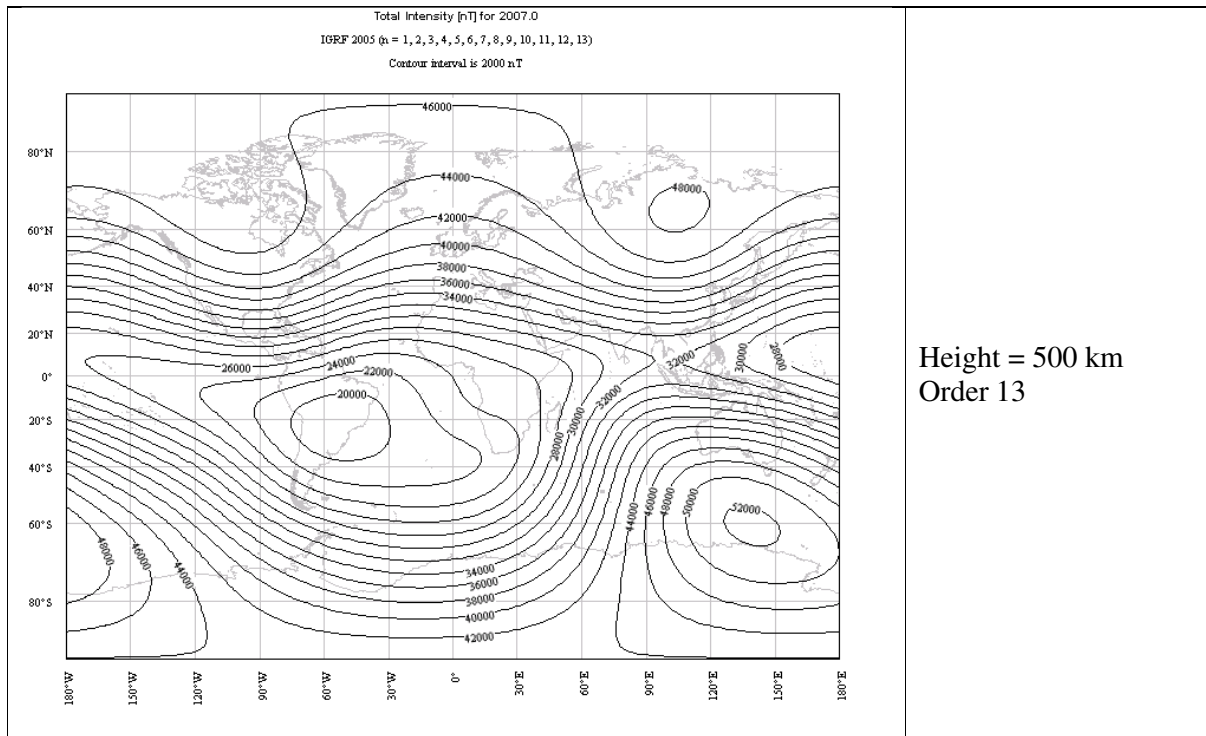 Total Intensity [nT] for 2007.0
IGRF 2005 (n = 1, 2, 3, 4, 5, 6, 7, 8, 9, 10, 11, 12, 13)
Contour interval is 2000 nT
46000
80°N
44000
48000
60°N
42000
40000
38000
40°N
36000
34000
20°N
32000
30000
28000
26000
24000
0°
22000
20000
32000
30000
28000
20°S
40°S
60°S
80°S
52000
50000
48000
46000
44000
48000
46000
44000
34000
36000
38000
40000
42000
180°W
150°W
120°W
90°W
60°W
30°W
0°
30°E
60°E
90°E
120°E
150°E
180°E
Height = 500 km
Order 13